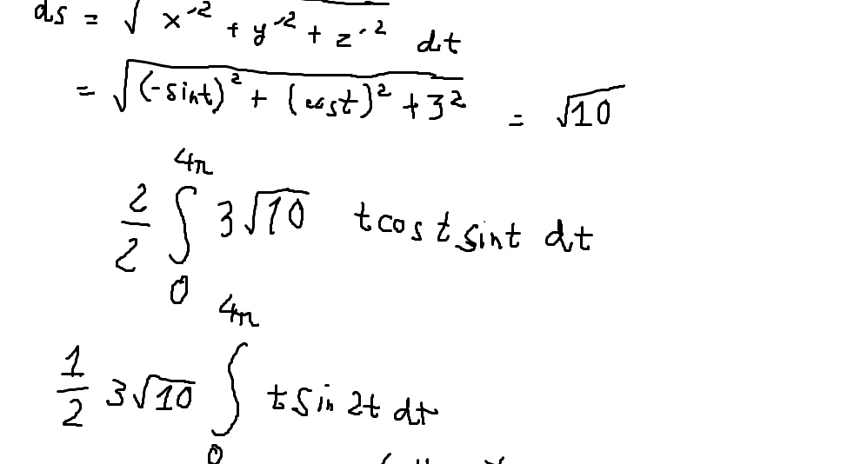 ds = √(x'² + y'² + z'²) dt
= √((-sint)² + (cost)² + 3²) = √10
2/2 ∫₀^{4π} 3√10 t cos t sint dt
1/2 3√10 ∫₀^{4π} t sin 2t dt